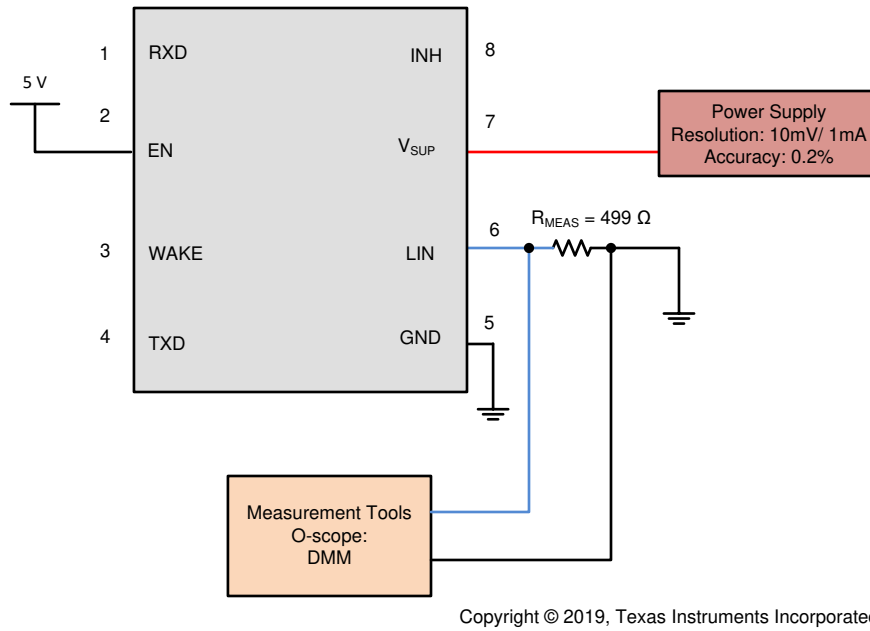 1
RXD
INH
8
5 V
2
EN
7
VSUP
Power Supply
Resolution: 10mV/ 1mA
Accuracy: 0.2%
RMEAS = 499 Ω
3
WAKE
6
LIN
4
TXD
5
GND
Measurement Tools
O-scope:
DMM
Copyright © 2019, Texas Instruments Incorporate